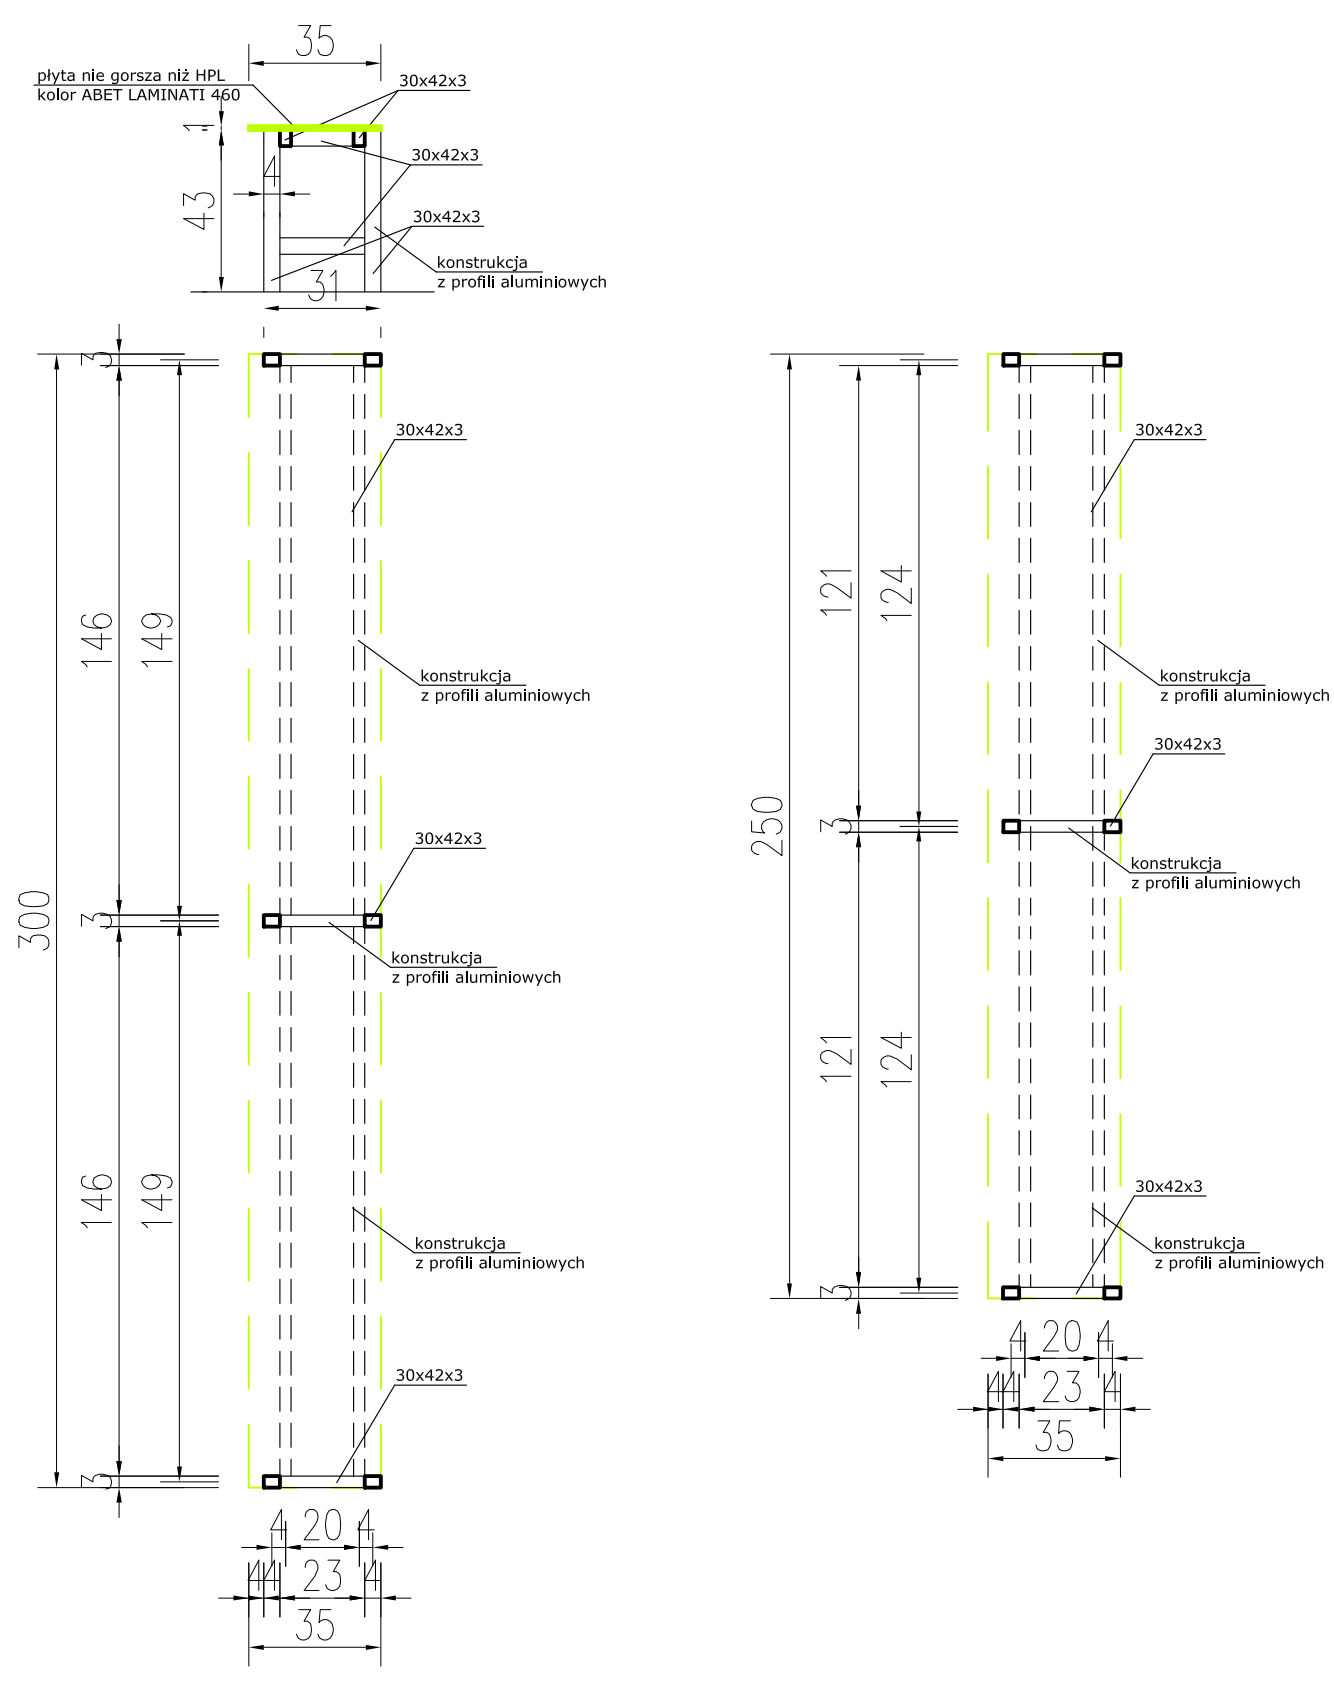 35
płyta nie gorsza niż HPL
kolor ABET LAMINATI 460
30x42x3
1
30x42x3
4
43
30x42x3
konstrukcja
z profili aluminiowych
31
3
30x42x3
146
149
konstrukcja
z profili aluminiowych
30x42x3
3
300
konstrukcja
z profili aluminiowych
146
149
konstrukcja
z profili aluminiowych
30x42x3
3
4 20 4
4 4 23 4
35
30x42x3
121
124
konstrukcja
z profili aluminiowych
30x42x3
250
3
konstrukcja
z profili aluminiowych
121
124
30x42x3
konstrukcja
z profili aluminiowych
3
4 20 4
4 4 23 4
35